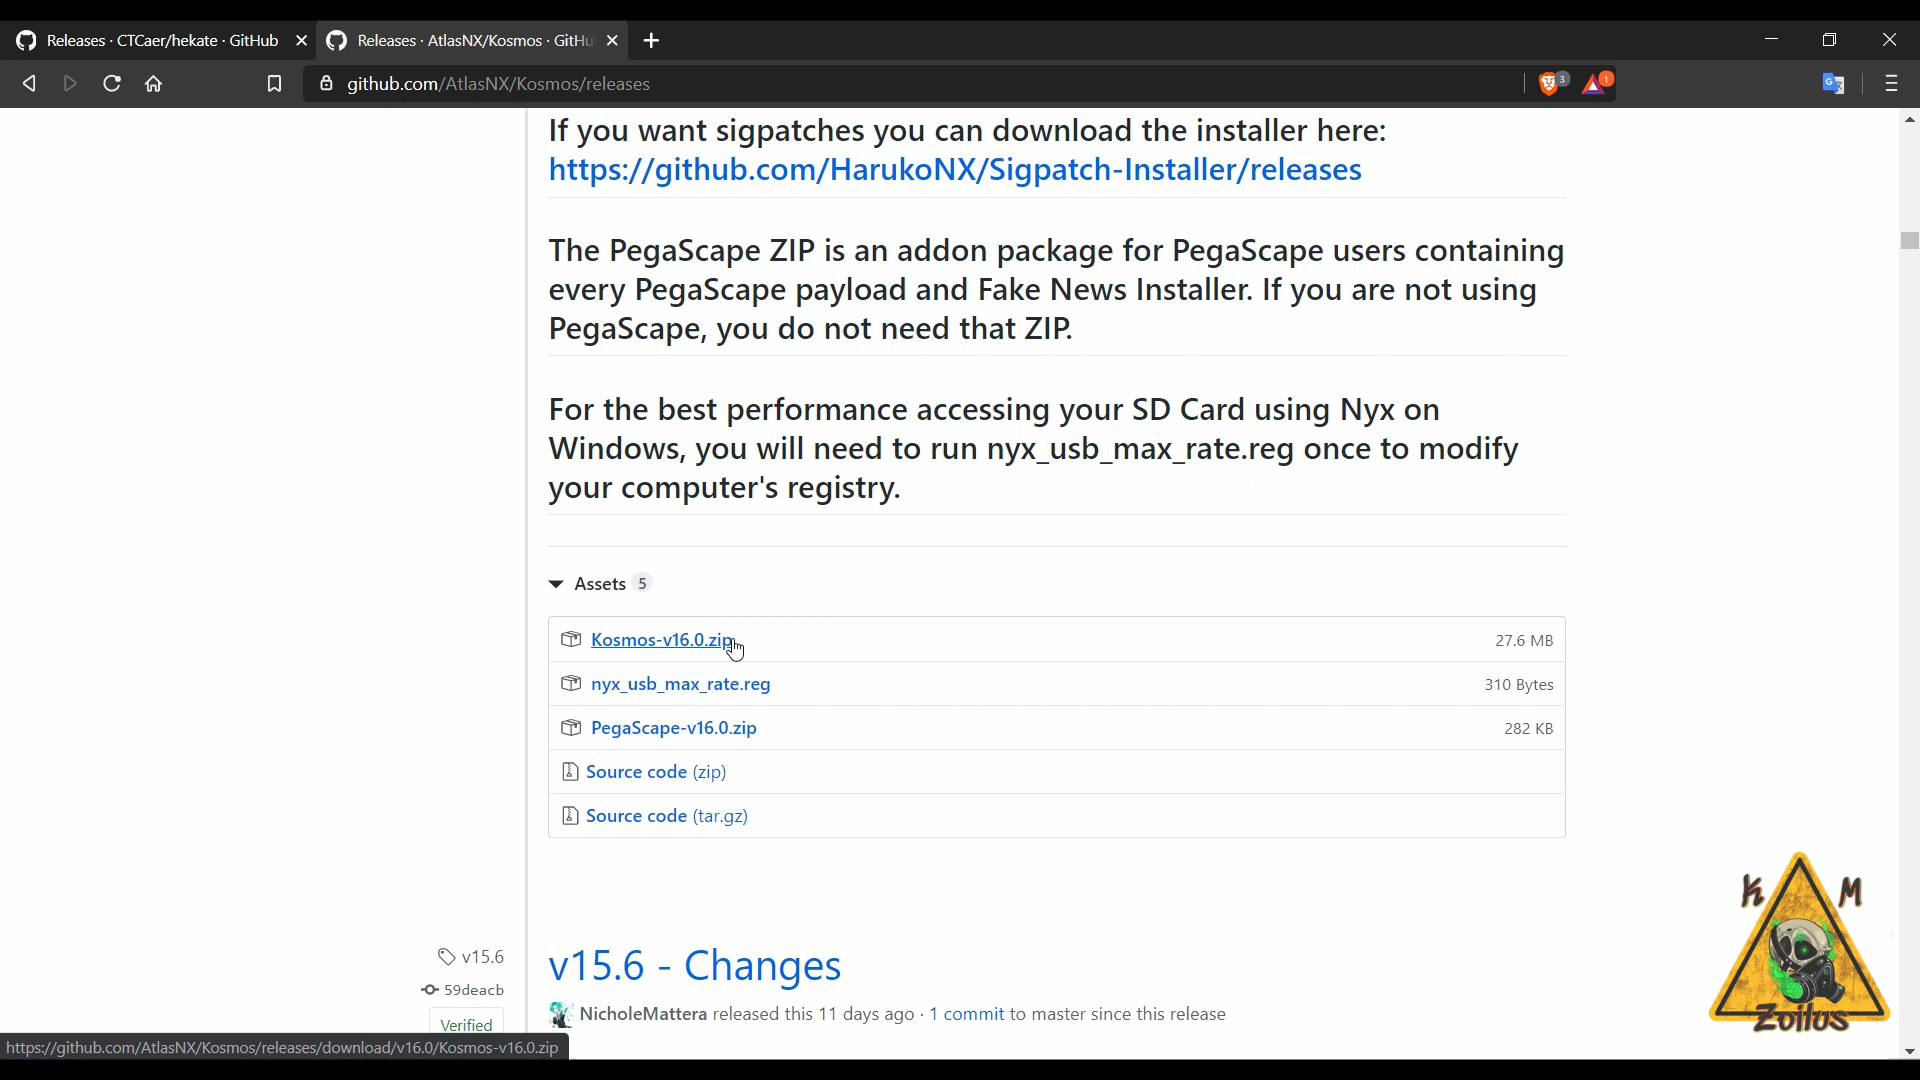 Releases · CTCaer/hekate · GitHub
Releases · AtlasNX/Kosmos · GitHu
github.com/AtlasNX/Kosmos/releases
3
1
If you want sigpatches you can download the installer here:
https://github.com/HarukoNX/Sigpatch-Installer/releases
The PegaScape ZIP is an addon package for PegaScape users containing
every PegaScape payload and Fake News Installer. If you are not using
PegaScape, you do not need that ZIP.
For the best performance accessing your SD Card using Nyx on
Windows, you will need to run nyx_usb_max_rate.reg once to modify
your computer's registry.
Assets 5
Kosmos-v16.0.zip 27.6 MB
nyx_usb_max_rate.reg 310 Bytes
PegaScape-v16.0.zip 282 KB
Source code (zip)
Source code (tar.gz)
v15.6
59deacb
Verified
v15.6 - Changes
NicholeMattera released this 11 days ago · 1 commit to master since this release
https://github.com/AtlasNX/Kosmos/releases/download/v16.0/Kosmos-v16.0.zip
K M
Zoilus